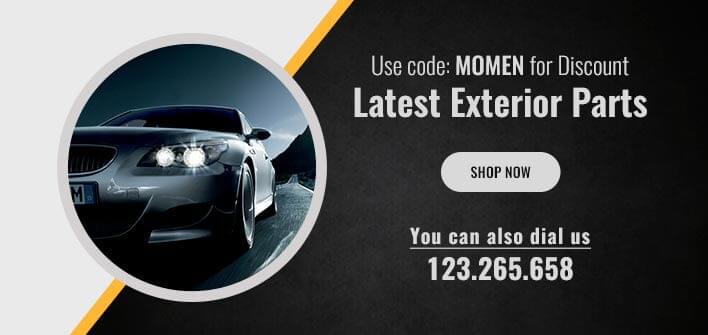 Use code: MOMEN for Discount
Latest Exterior Parts
SHOP NOW
You can also dial us
123.265.658